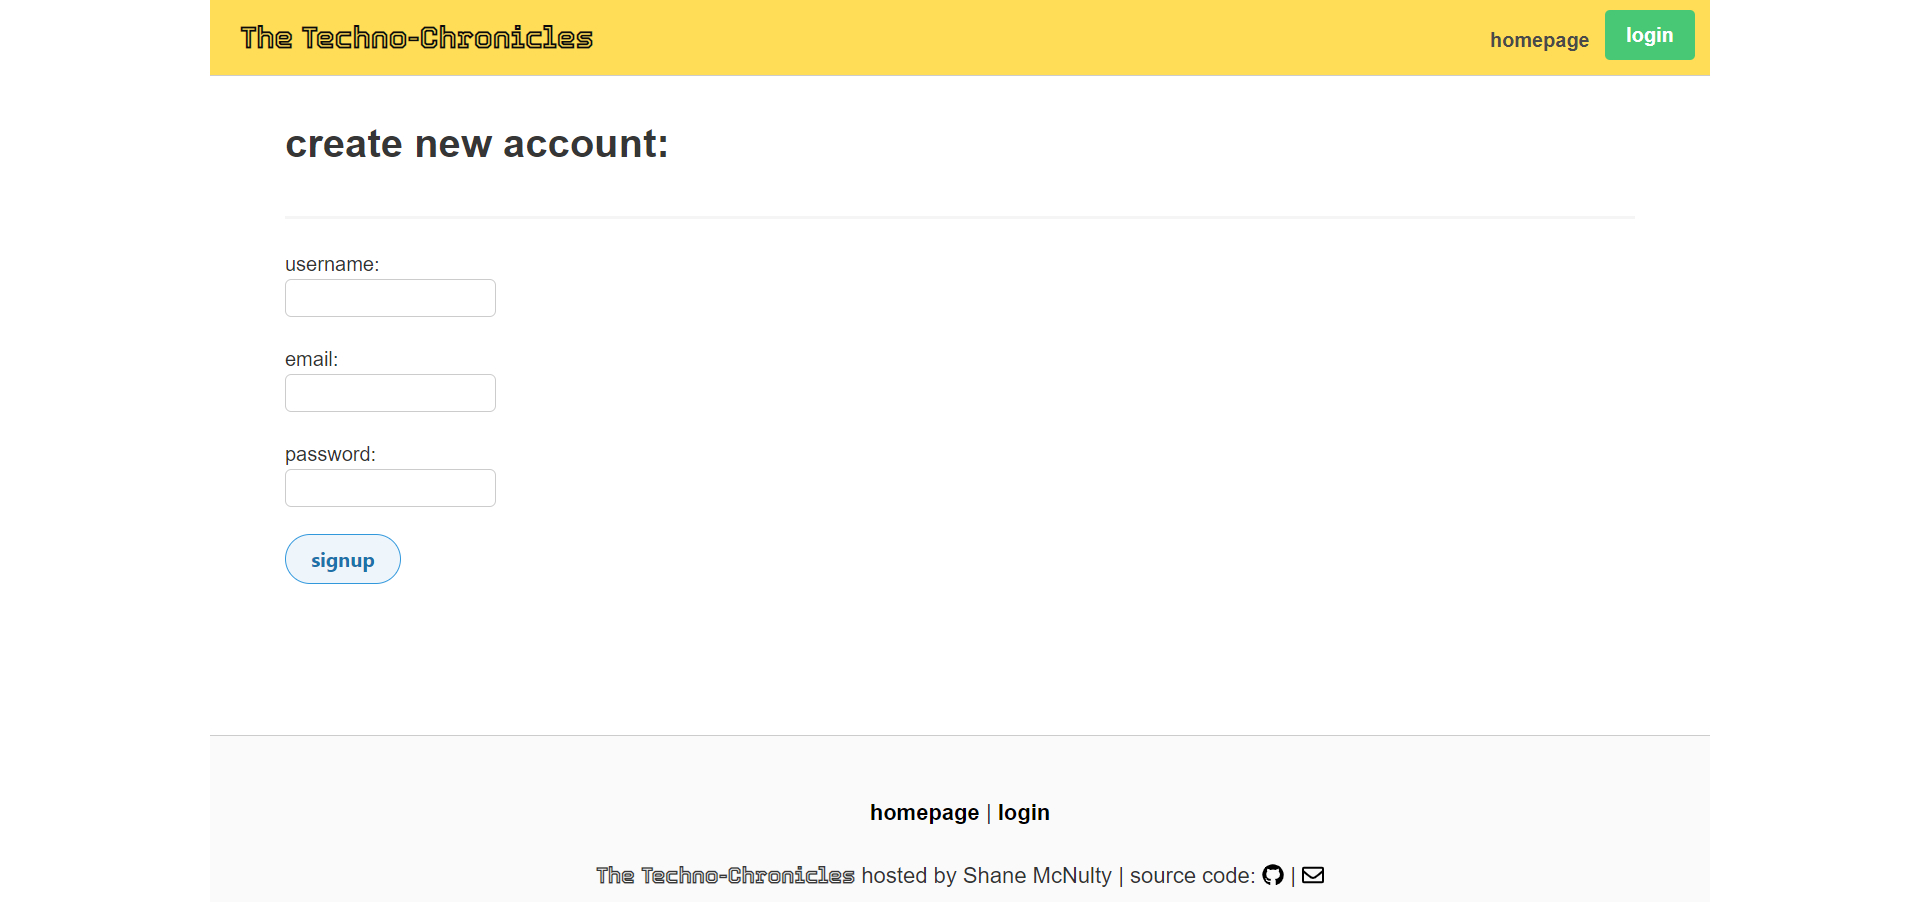 The Techno-Chronicles
homepage
login
create new account:
username:
email:
password:
signup
homepage | login
The Techno-Chronicles hosted by Shane McNulty | source code: |